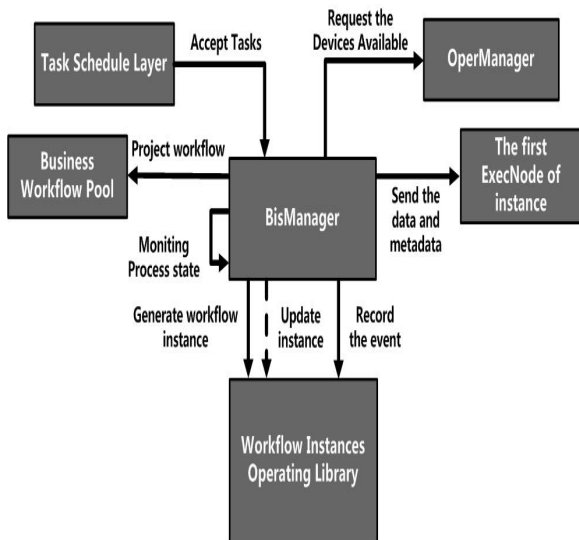 Accept Tasks
Request the
Devices Available
Task Schedule Layer
OperManager
Project workflow
Business
Workflow Pool
The first
ExecNode of
instance
BisManager
Send the
data and
metadata
Moniting
Process state
Generate workflow
instance
Update
instance
Record
the event
Workflow Instances
Operating Library